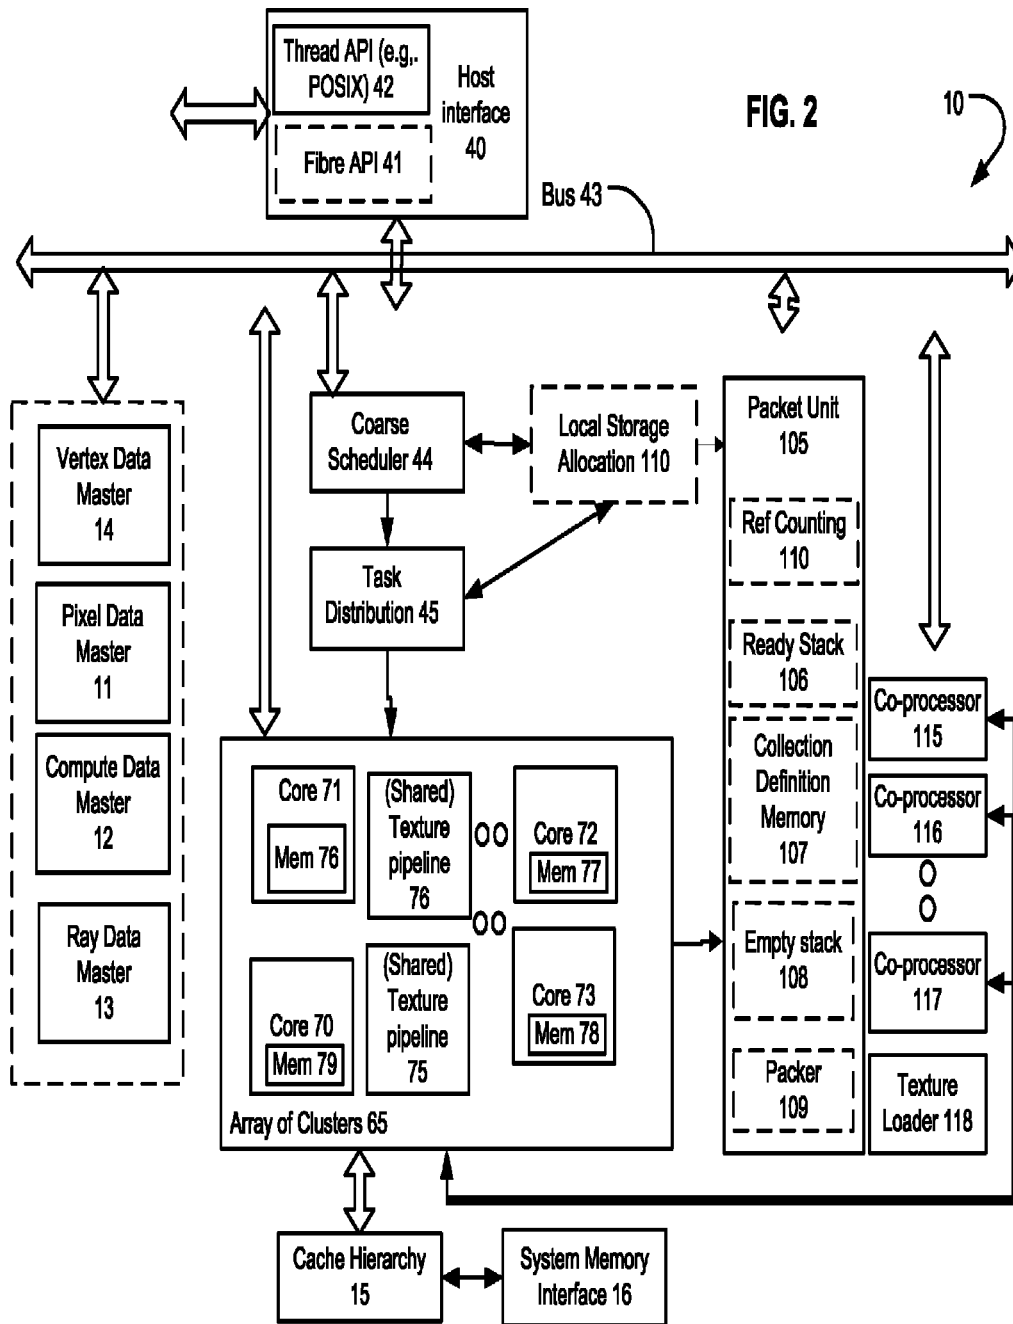 Thread API (e.g,.
POSIX) 42
Host
interface
40
Fibre API 41
FIG. 2
10
Bus 43
Vertex Data
Master
14
Pixel Data
Master
11
Compute Data
Master
12
Ray Data
Master
13
Coarse
Scheduler 44
Local Storage
Allocation 110
Task
Distribution 45
Packet Unit
105
Ref Counting
110
Ready Stack
106
Collection
Definition
Memory
107
Empty stack
108
Packer
109
Co-processor
115
Co-processor
116
Co-processor
117
Texture
Loader 118
Core 71
Mem 76
(Shared)
Texture
pipeline
76
Core 72
Mem 77
Core 70
Mem 79
(Shared)
Texture
pipeline
75
Core 73
Mem 78
Array of Clusters 65
Cache Hierarchy
15
System Memory
Interface 16